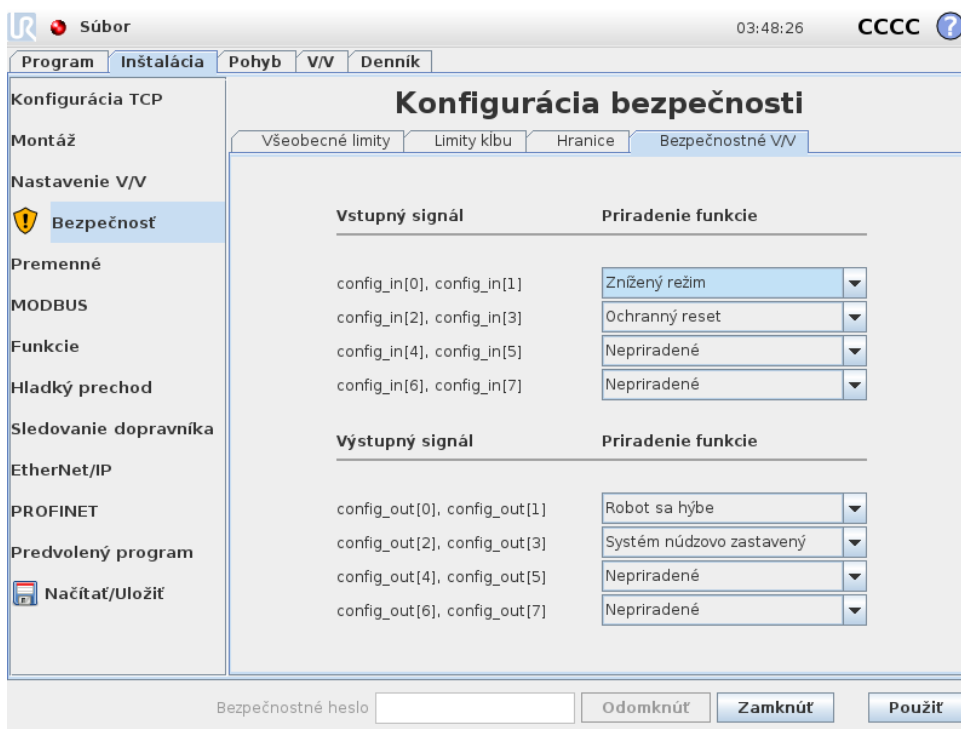 UR Súbor 03:48:26 CCCC ?
Program Inštalácia Pohyb V/V Denník
Konfigurácia TCP
Montáž
Nastavenie V/V
Bezpečnosť
Premenné
MODBUS
Funkcie
Hladký prechod
Sledovanie dopravníka
EtherNet/IP
PROFINET
Predvolený program
Načítať/Uložiť
Konfigurácia bezpečnosti
Všeobecné limity Limity kĺbu Hranice Bezpečnostné V/V
Vstupný signál Priradenie funkcie
config_in[0], config_in[1] Znížený režim
config_in[2], config_in[3] Ochranný reset
config_in[4], config_in[5] Nepriradené
config_in[6], config_in[7] Nepriradené
Výstupný signál Priradenie funkcie
config_out[0], config_out[1] Robot sa hýbe
config_out[2], config_out[3] Systém núdzovo zastavený
config_out[4], config_out[5] Nepriradené
config_out[6], config_out[7] Nepriradené
Bezpečnostné heslo Odomknúť Zamknúť Použiť